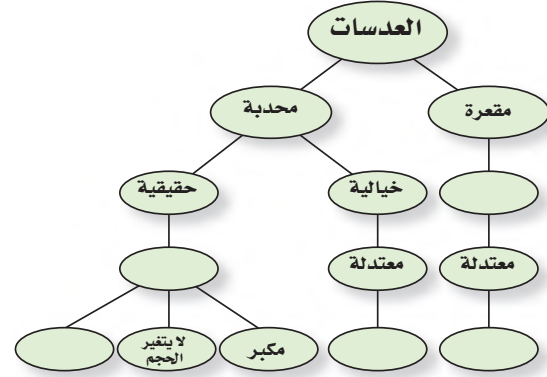 العدسات
مقعرة
محدبة
خيالية
حقيقية
معتدلة
معتدلة
مكبر
لا يتغير
الحجم